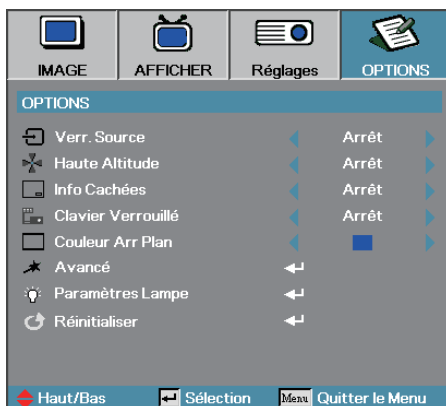 IMAGE AFFICHER Réglages OPTIONS
OPTIONS
Verr. Source Arrêt
Haute Altitude Arrêt
Info Cachées Arrêt
Clavier Verrouillé Arrêt
Couleur Arr Plan
Avancé
Paramètres Lampe
Réinitialiser
Haut/Bas Sélection Menu Quitter le Menu